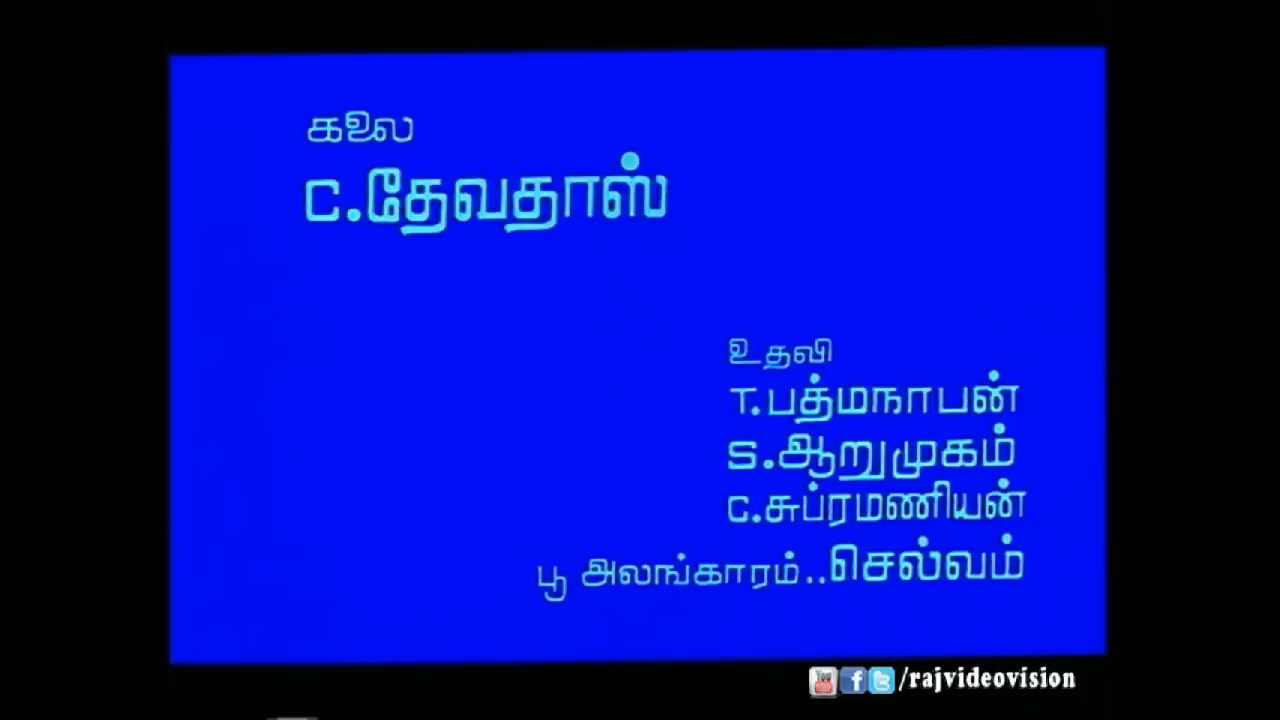 கலை
C.தேவதாஸ்
உதவி
T.பத்மநாபன்
S.ஆறுமுகம்
C.சுப்ரமணியன்
பூ அலங்காரம்..செல்வம்
/rajvideovision